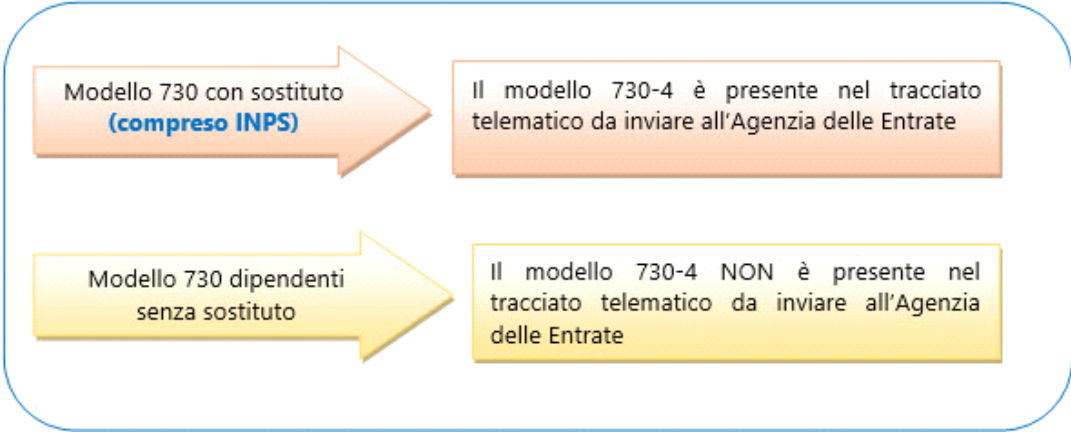 Modello 730 con sostituto
(compreso INPS)
Il modello 730-4 è presente nel tracciato
telematico da inviare all'Agenzia delle Entrate
Modello 730 dipendenti
senza sostituto
Il modello 730-4 NON è presente nel
tracciato telematico da inviare all'Agenzia
delle Entrate